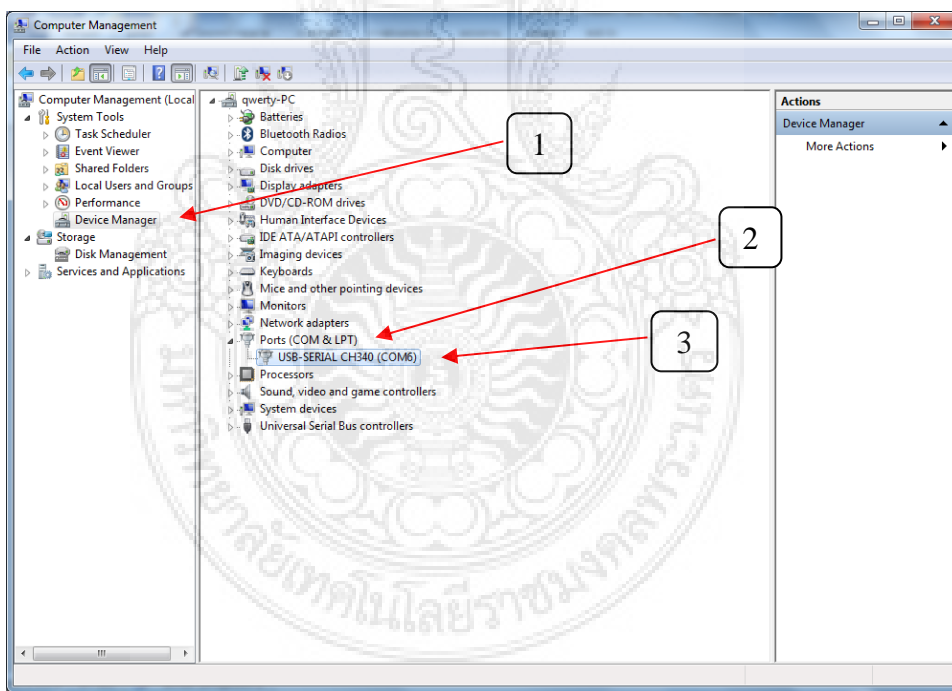 Computer Management
File Action View Help
Computer Management (Local
System Tools
Task Scheduler
Event Viewer
Shared Folders
Local Users and Groups
Performance
Device Manager
Storage
Disk Management
Services and Applications
qwerty-PC
Batteries
Bluetooth Radios
Computer
Disk drives
Display adapters
DVD/CD-ROM drives
Human Interface Devices
IDE ATA/ATAPI controllers
Imaging devices
Keyboards
Mice and other pointing devices
Monitors
Network adapters
Ports (COM & LPT)
USB-SERIAL CH340 (COM6)
Processors
Sound, video and game controllers
System devices
Universal Serial Bus controllers
Actions
Device Manager
More Actions
1
2
3